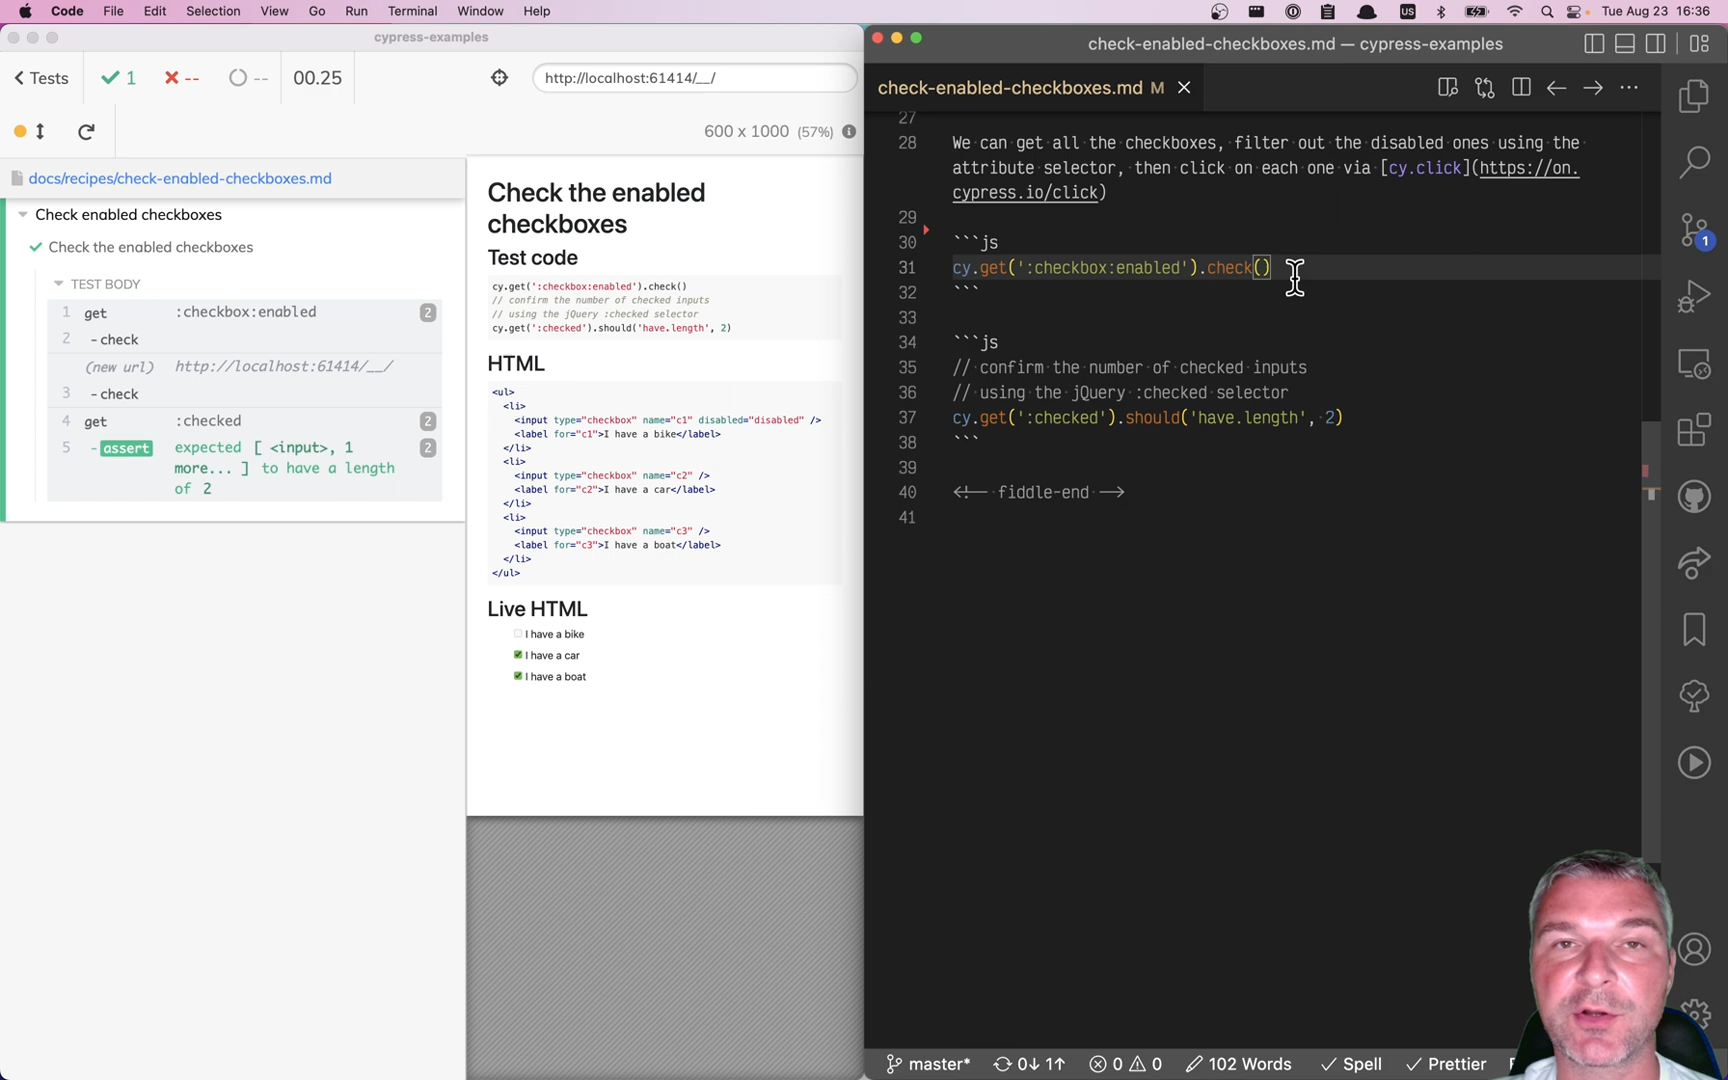 Code File Edit Selection View Go Run Terminal Window Help
US Tue Aug 23 16:36
cypress-examples
Tests 1 -- -- 00.25
http://localhost:61414/__/
600 x 1000 (57%)
docs/recipes/check-enabled-checkboxes.md
Check enabled checkboxes
Check the enabled checkboxes
TEST BODY
1 get :checkbox:enabled 2
2 -check
(new url) http://localhost:61414/__/
3 -check
4 get :checked 2
5 -assert expected [ <input>, 1 2
more... ] to have a length
of 2
Check the enabled
checkboxes
Test code
cy.get(':checkbox:enabled').check()
// confirm the number of checked inputs
// using the jQuery :checked selector
cy.get(':checked').should('have.length', 2)
HTML
<ul>
<li>
<input type="checkbox" name="c1" disabled="disabled" />
<label for="c1">I have a bike</label>
</li>
<li>
<input type="checkbox" name="c2" />
<label for="c2">I have a car</label>
</li>
<li>
<input type="checkbox" name="c3" />
<label for="c3">I have a boat</label>
</li>
</ul>
Live HTML
I have a bike
I have a car
I have a boat
check-enabled-checkboxes.md — cypress-examples
check-enabled-checkboxes.md M
27
28 We can get all the checkboxes, filter out the disabled ones using the
attribute selector, then click on each one via [cy.click](https://on.
cypress.io/click)
29
30 ```js
31 cy.get(':checkbox:enabled').check()
32 ```
33
34 ```js
35 // confirm the number of checked inputs
36 // using the jQuery :checked selector
37 cy.get(':checked').should('have.length', 2)
38 ```
39
40 <!-- fiddle-end -->
41
1
master* 0↓ 1↑ 0 0 102 Words Spell Prettier